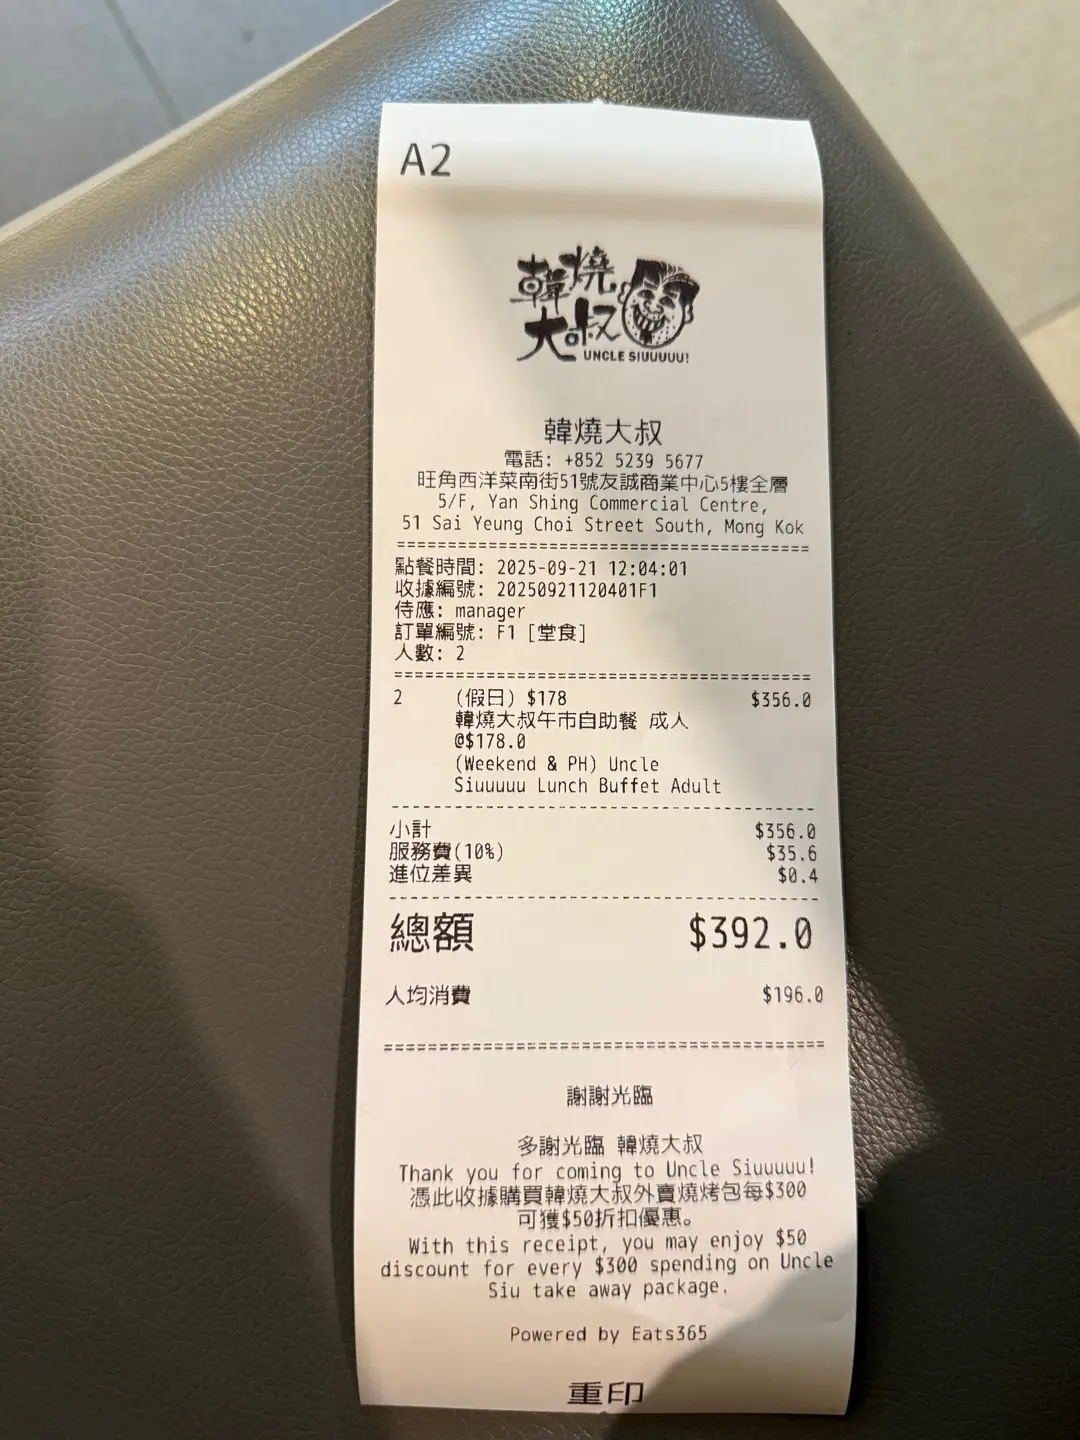 A2
韓燒
大叔
UNCLE SIUUUUU!
韓燒大叔
電話: +852 5239 5677
旺角西洋菜南街51號友誠商業中心5樓全層
5/F, Yan Shing Commercial Centre,
51 Sai Yeung Choi Street South, Mong Kok
點餐時間: 2025-09-21 12:04:01
收據編號: 20250921120401F1
侍應: manager
訂單編號: F1 [堂食]
人數: 2
2 (假日) $178 $356.0
韓燒大叔午市自助餐 成人
@$178.0
(Weekend & PH) Uncle
Siuuuuu Lunch Buffet Adult
小計 $356.0
服務費(10%) $35.6
進位差異 $0.4
總額 $392.0
人均消費 $196.0
謝謝光臨
多謝光臨 韓燒大叔
Thank you for coming to Uncle Siuuuuu!
憑此收據購買韓燒大叔外賣燒烤包每$300
可獲$50折扣優惠。
With this receipt, you may enjoy $50
discount for every $300 spending on Uncle
Siu take away package.
Powered by Eats365
重印